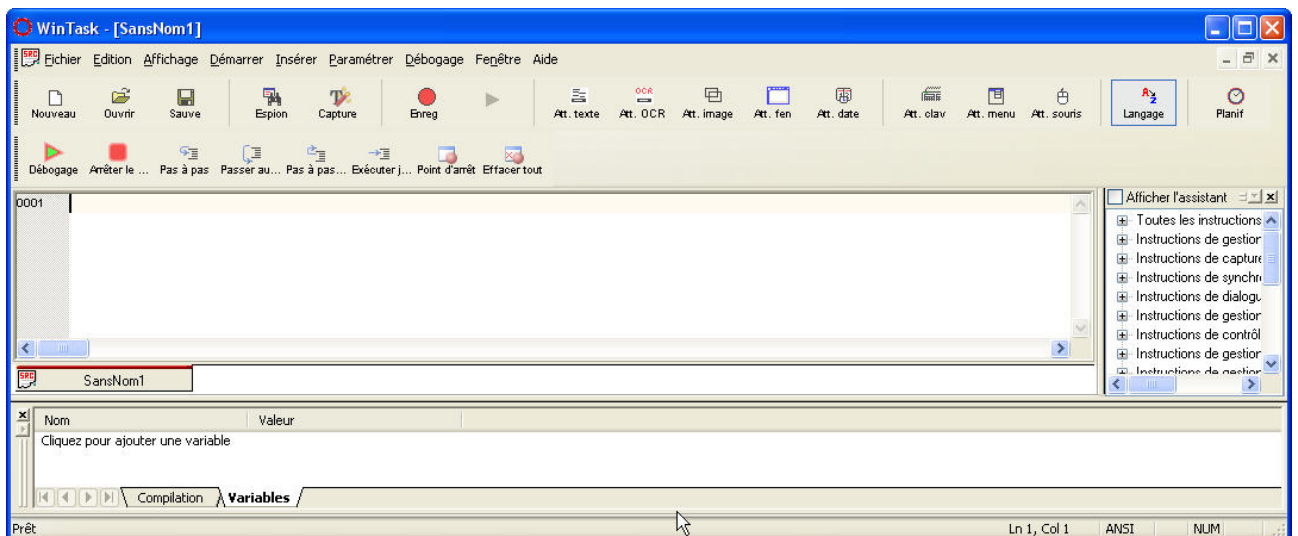 WinTask - [SansNom1]
Fichier Edition Affichage Démarrer Insérer Paramétrer Débogage Fenêtre Aide
Nouveau Ouvrir Sauve Espion Capture Enreg Att. texte Att. OCR Att. image Att. fen Att. date Att. clav Att. menu Att. souris Langage Planif
Débogage Arrêter le ... Pas à pas Passer au... Pas à pas... Exécuter j... Point d'arrêt Effacer tout
0001
Afficher l'assistant
Toutes les instructions
Instructions de gestion
Instructions de capture
Instructions de synchr
Instructions de dialogu
Instructions de gestion
Instructions de contrôl
Instructions de gestion
Instructions de gestion
SansNom1
Nom Valeur
Cliquez pour ajouter une variable
Compilation Variables
Prêt Ln 1, Col 1 ANSI NUM